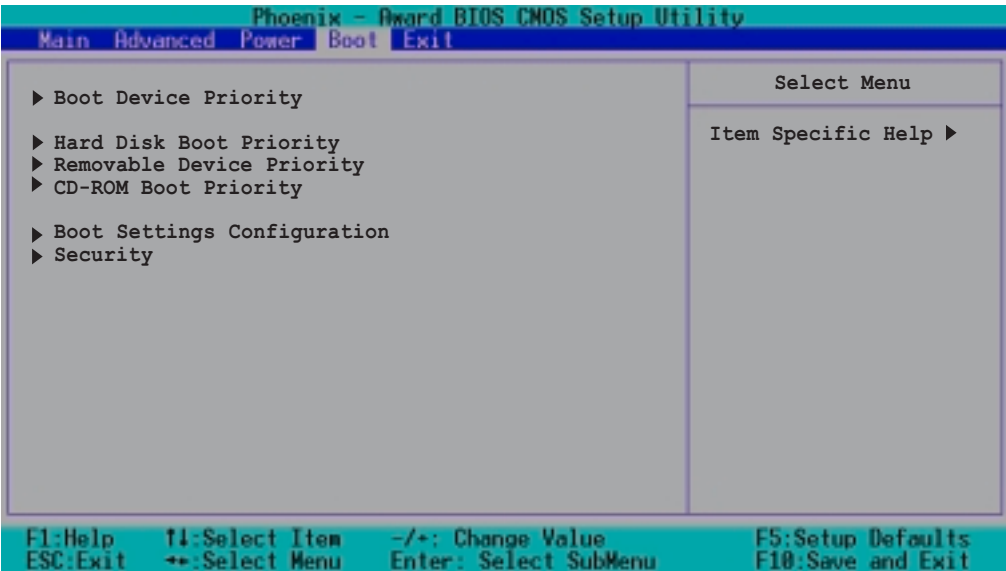 Phoenix - Award BIOS CMOS Setup Utility
Main Advanced Power Boot Exit
Boot Device Priority
Hard Disk Boot Priority
Removable Device Priority
CD-ROM Boot Priority
Boot Settings Configuration
Security
Select Menu
Item Specific Help
F1:Help ↑↓:Select Item -/+: Change Value F5:Setup Defaults
ESC:Exit ↔:Select Menu Enter: Select SubMenu F10:Save and Exit